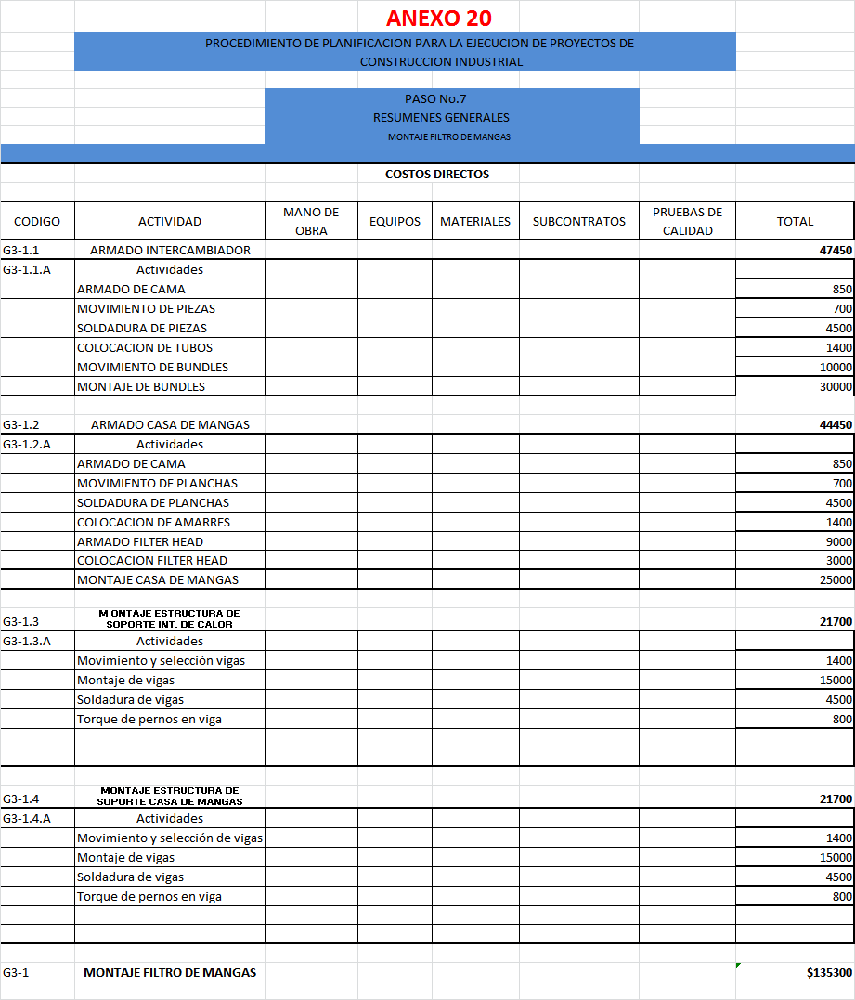 ANEXO 20
PROCEDIMIENTO DE PLANIFICACION PARA LA EJECUCION DE PROYECTOS DE
CONSTRUCCION INDUSTRIAL
PASO No.7
RESUMENES GENERALES
MONTAJE FILTRO DE MANGAS
COSTOS DIRECTOS
CODIGO ACTIVIDAD MANO DE OBRA EQUIPOS MATERIALES SUBCONTRATOS PRUEBAS DE CALIDAD TOTAL
G3-1.1 ARMADO INTERCAMBIADOR 47450
G3-1.1.A Actividades
ARMADO DE CAMA 850
MOVIMIENTO DE PIEZAS 700
SOLDADURA DE PIEZAS 4500
COLOCACION DE TUBOS 1400
MOVIMIENTO DE BUNDLES 10000
MONTAJE DE BUNDLES 30000
G3-1.2 ARMADO CASA DE MANGAS 44450
G3-1.2.A Actividades
ARMADO DE CAMA 850
MOVIMIENTO DE PLANCHAS 700
SOLDADURA DE PLANCHAS 4500
COLOCACION DE AMARRES 1400
ARMADO FILTER HEAD 9000
COLOCACION FILTER HEAD 3000
MONTAJE CASA DE MANGAS 25000
M ONTAJE ESTRUCTURA DE
G3-1.3 SOPORTE INT. DE CALOR 21700
G3-1.3.A Actividades
Movimiento y selección vigas 1400
Montaje de vigas 15000
Soldadura de vigas 4500
Torque de pernos en viga 800
MONTAJE ESTRUCTURA DE
G3-1.4 SOPORTE CASA DE MANGAS 21700
G3-1.4.A Actividades
Movimiento y selección de vigas 1400
Montaje de vigas 15000
Soldadura de vigas 4500
Torque de pernos en viga 800
G3-1 MONTAJE FILTRO DE MANGAS $135300